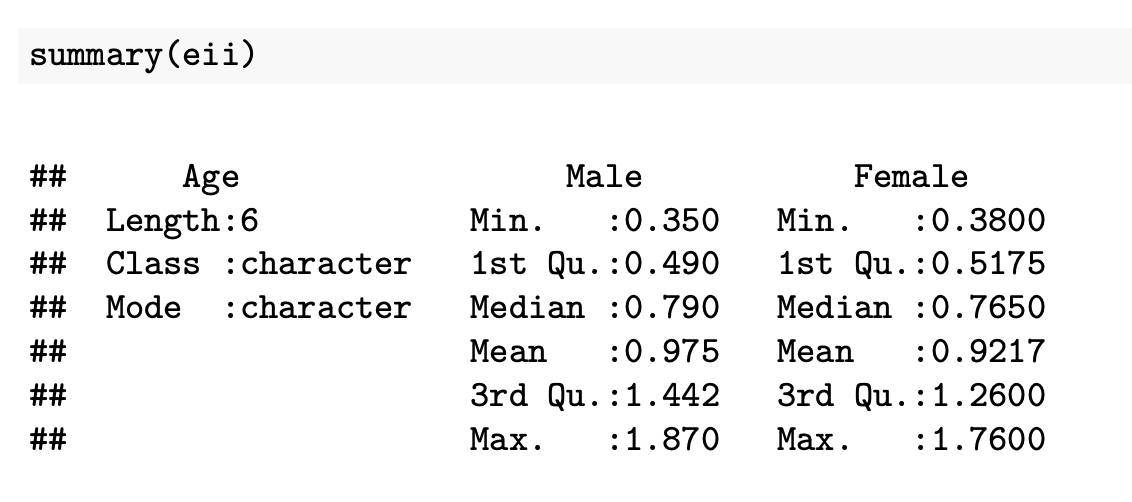 summary(eii)
##      Age                 Male           Female
##  Length:6           Min.   :0.350   Min.   :0.3800
##  Class :character   1st Qu.:0.490   1st Qu.:0.5175
##  Mode  :character   Median :0.790   Median :0.7650
##                     Mean   :0.975   Mean   :0.9217
##                     3rd Qu.:1.442   3rd Qu.:1.2600
##                     Max.   :1.870   Max.   :1.7600